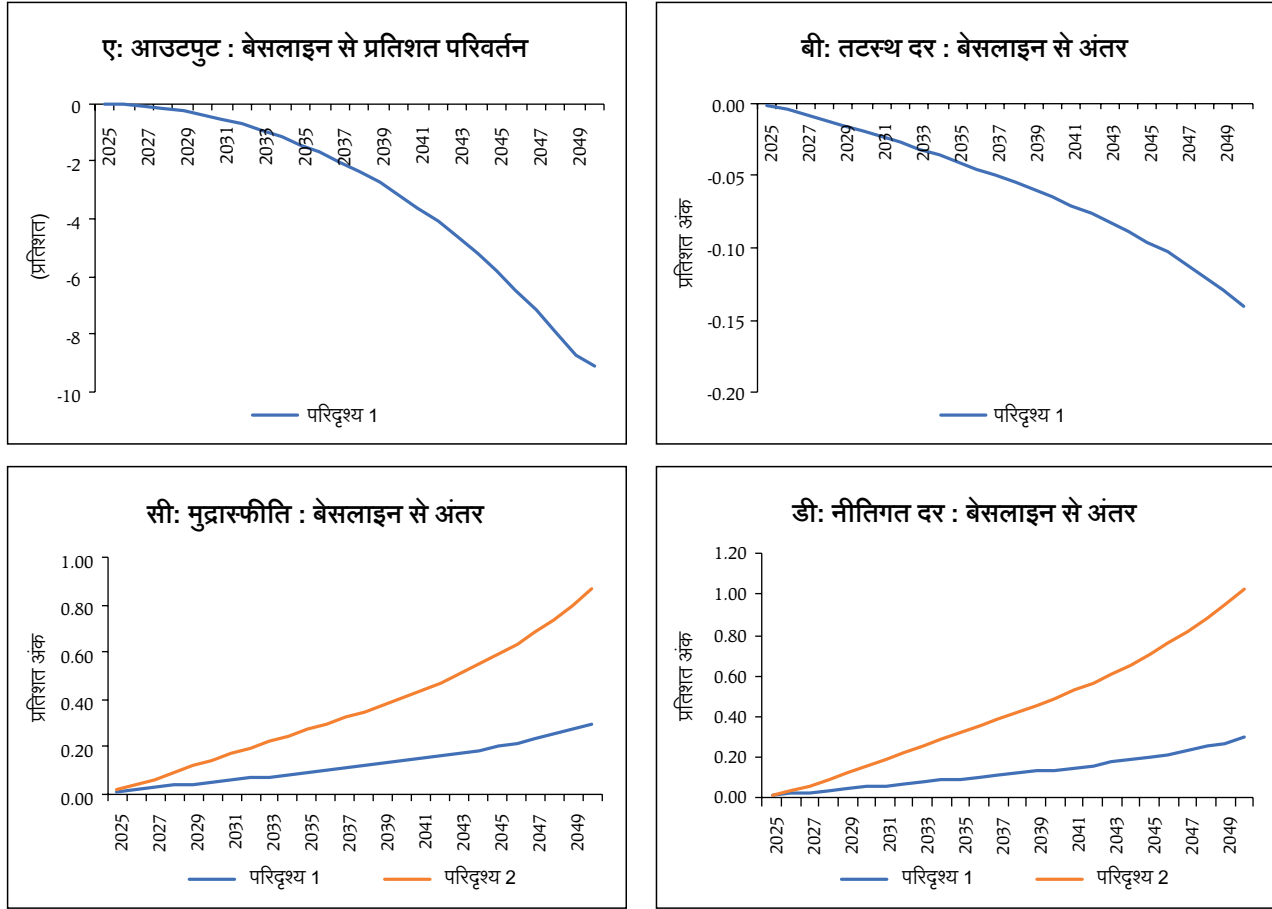 ए: आउटपुट : बेसलाइन से प्रतिशत परिवर्तन
(प्रतिशत)
0
-2
-4
-6
-8
-10
2025 2027 2029 2031 2033 2035 2037 2039 2041 2043 2045 2047 2049
परिदृश्य 1
बी: तटस्थ दर : बेसलाइन से अंतर
प्रतिशत अंक
0.00
-0.05
-0.10
-0.15
-0.20
2025 2027 2029 2031 2033 2035 2037 2039 2041 2043 2045 2047 2049
परिदृश्य 1
सी: मुद्रास्फीति : बेसलाइन से अंतर
प्रतिशत अंक
1.00
0.80
0.60
0.40
0.20
0.00
2025 2027 2029 2031 2033 2035 2037 2039 2041 2043 2045 2047 2049
परिदृश्य 1 परिदृश्य 2
डी: नीतिगत दर : बेसलाइन से अंतर
प्रतिशत अंक
1.20
1.00
0.80
0.60
0.40
0.20
0.00
2025 2027 2029 2031 2033 2035 2037 2039 2041 2043 2045 2047 2049
परिदृश्य 1 परिदृश्य 2